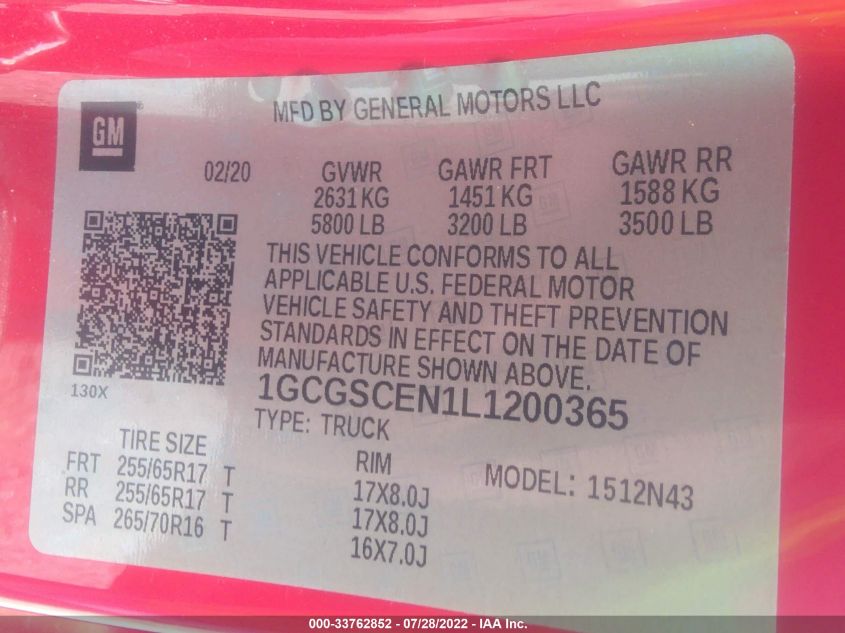 GM
MFD BY GENERAL MOTORS LLC
02/20 GVWR GAWR FRT GAWR RR
2631 KG 1451 KG 1588 KG
5800 LB 3200 LB 3500 LB
THIS VEHICLE CONFORMS TO ALL
APPLICABLE U.S. FEDERAL MOTOR
VEHICLE SAFETY AND THEFT PREVENTION
STANDARDS IN EFFECT ON THE DATE OF
MANUFACTURE SHOWN ABOVE.
130X
1GCGSCEN1L1200365
TYPE: TRUCK
TIRE SIZE RIM MODEL: 1512N43
FRT 255/65R17 T 17X8.0J
RR 255/65R17 T 17X8.0J
SPA 265/70R16 T 16X7.0J
000-33762852 / 07/28/2022 - IAA Inc.